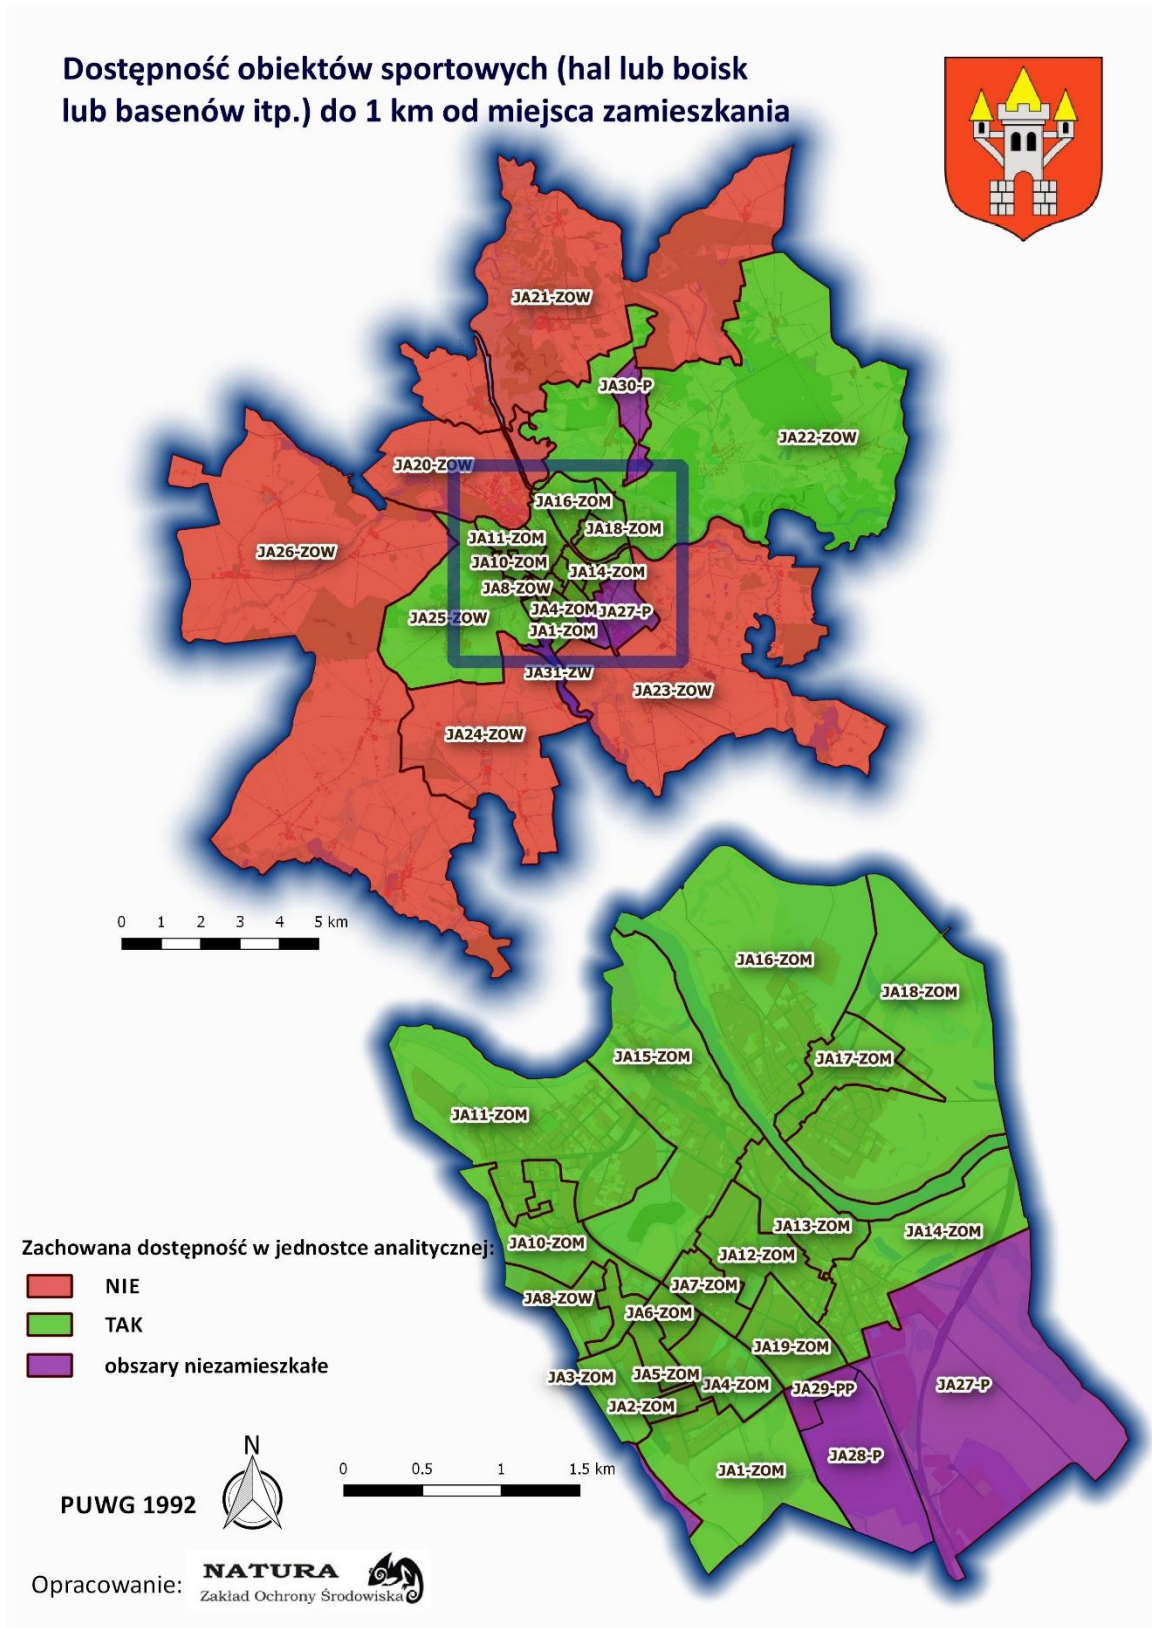 Dostępność obiektów sportowych (hal lub boisk
lub basenów itp.) do 1 km od miejsca zamieszkania
JA21-ZOW
JA30-P
JA22-ZOW
JA20-ZOW
JA16-ZOM
JA18-ZOM
JA11-ZOM
JA26-ZOW
JA10-ZOM
JA14-ZOM
JA8-ZOW
JA25-ZOW
JA4-ZOM
JA27-P
JA1-ZOM
JA31-ZW
JA23-ZOW
JA24-ZOW
0 1 2 3 4 5 km
JA16-ZOM
JA18-ZOM
JA15-ZOM
JA17-ZOM
JA11-ZOM
JA13-ZOM
JA14-ZOM
JA10-ZOM
JA12-ZOM
JA7-ZOM
JA8-ZOW
JA6-ZOM
JA19-ZOM
JA3-ZOM
JA5-ZOM
JA4-ZOM
JA29-PP
JA27-P
JA2-ZOM
JA28-P
JA1-ZOM
Zachowana dostępność w jednostce analitycznej:
NIE
TAK
obszary niezamieszkałe
N
0 0.5 1 1.5 km
PUWG 1992
Opracowanie:
NATURA
Zakład Ochrony Środowiska